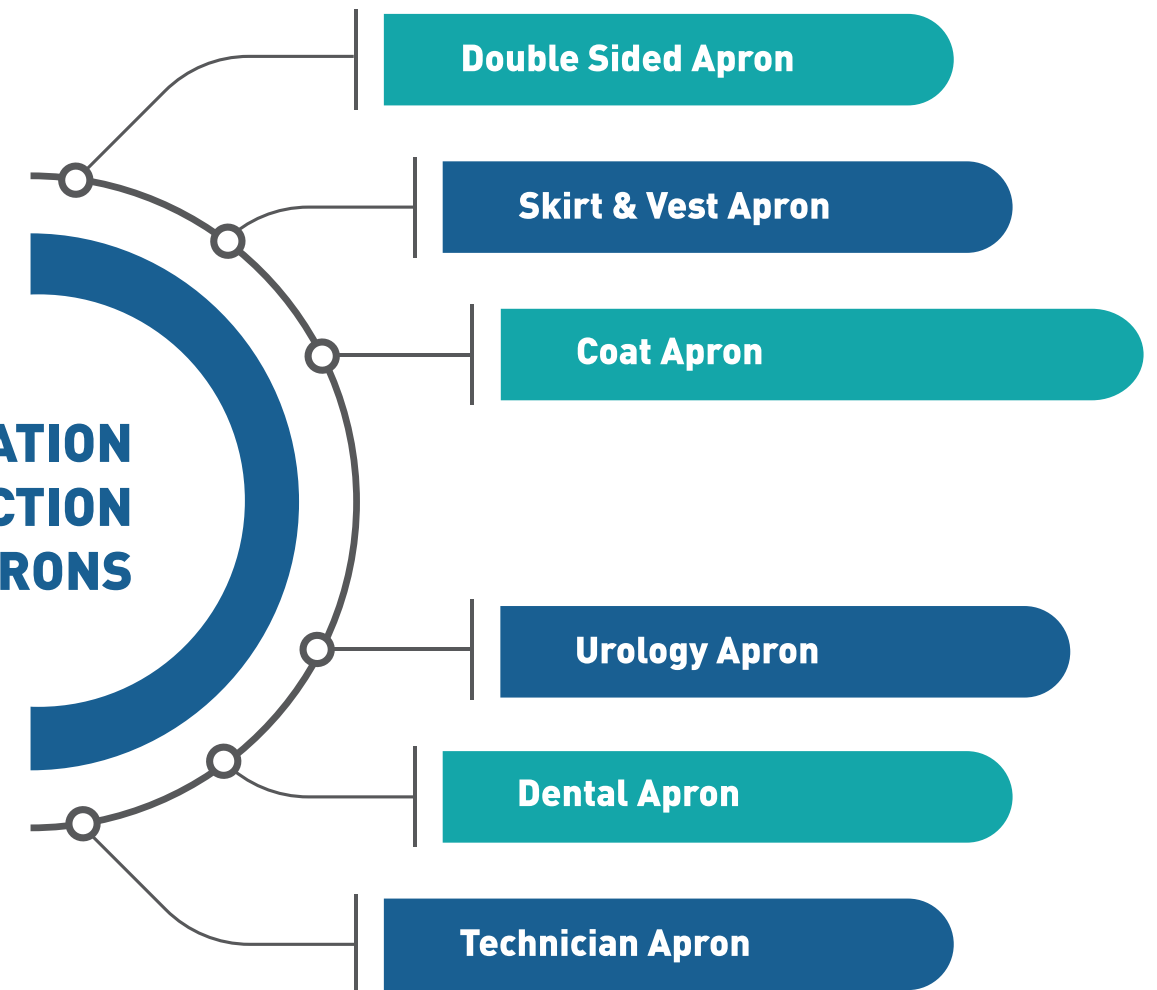 Double Sided Apron
Skirt & Vest Apron
Coat Apron
ATION
CTION
RONS
Urology Apron
Dental Apron
Technician Apron